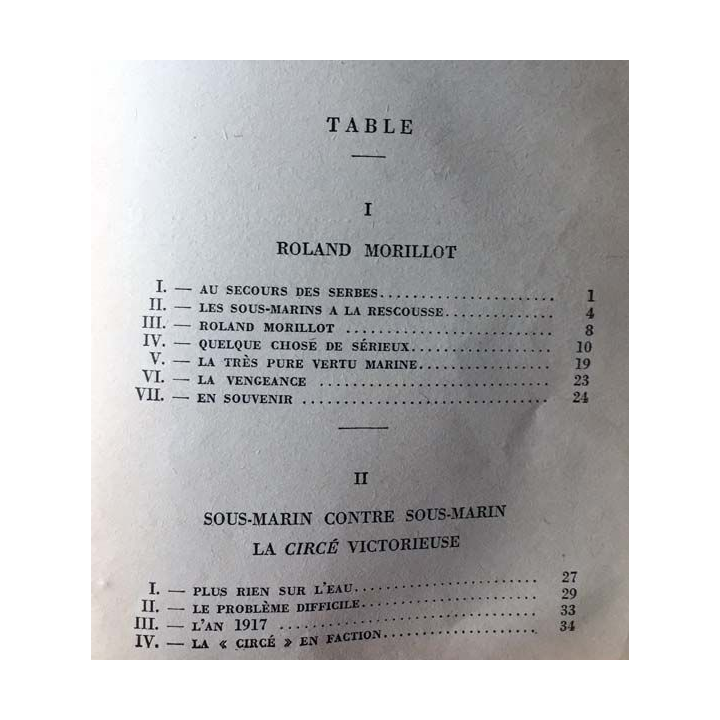 TABLE
I
ROLAND MORILLOT
I. — AU SECOURS DES SERBES........................ 1
II. — LES SOUS-MARINS A LA RESCOUSSE............... 4
III. — ROLAND MORILLOT ............................ 8
IV. — QUELQUE CHOSE DE SÉRIEUX.................... 10
V. — LA TRÈS PURE VERTU MARINE................... 19
VI. — LA VENGEANCE ................................ 23
VII. — EN SOUVENIR .................................. 24
II
SOUS-MARIN CONTRE SOUS-MARIN
LA CIRCÉ VICTORIEUSE
I. — PLUS RIEN SUR L'EAU.......................... 27
II. — LE PROBLÈME DIFFICILE......................... 29
III. — L'AN 1917 ................................... 33
IV. — LA « CIRCÉ » EN FACTION...................... 34